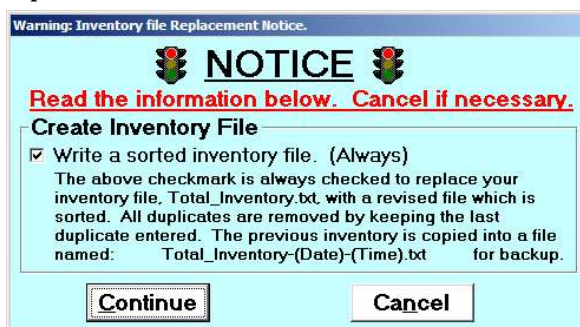 Warning: Inventory file Replacement Notice.
NOTICE
Read the information below. Cancel if necessary.
Create Inventory File
Write a sorted inventory file. (Always)
The above checkmark is always checked to replace your
inventory file, Total_Inventory.txt, with a revised file which is
sorted. All duplicates are removed by keeping the last
duplicate entered. The previous inventory is copied into a file
named: Total_Inventory-(Date)-(Time).txt for backup.
Continue Cancel